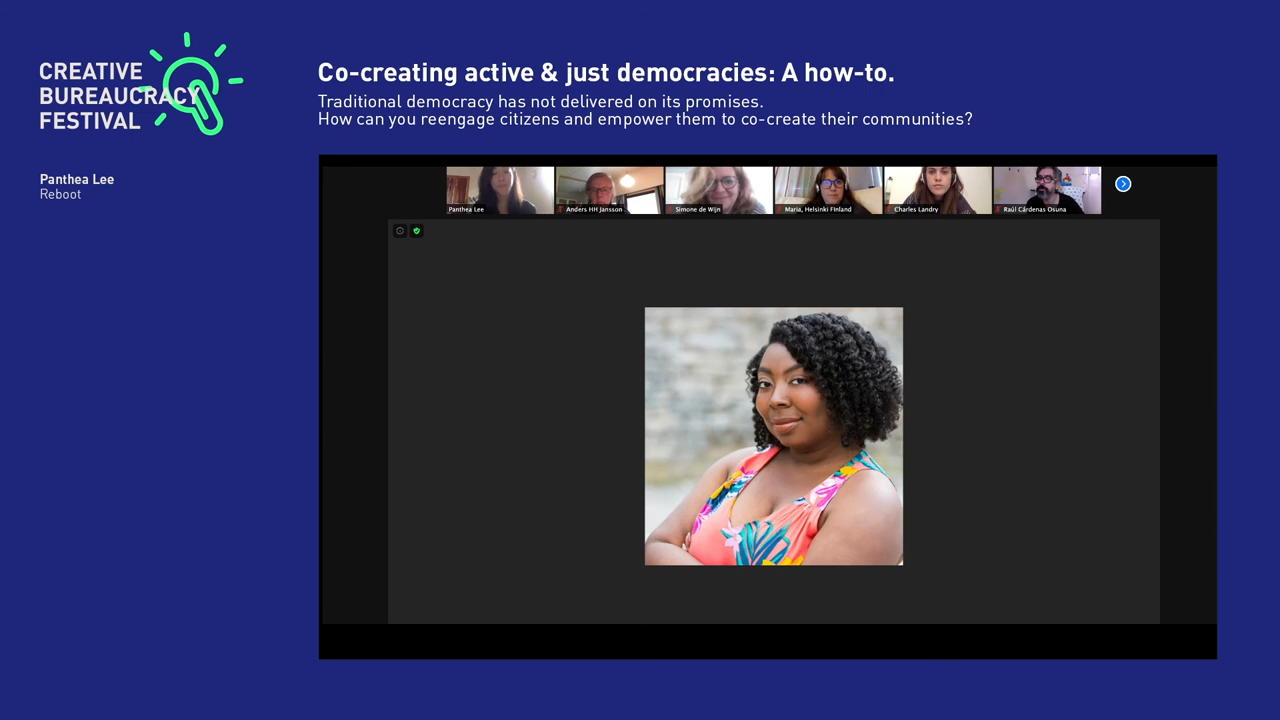 CREATIVE
BUREAUCRACY
FESTIVAL
Panthea Lee
Reboot
Co-creating active & just democracies: A how-to.
Traditional democracy has not delivered on its promises.
How can you reengage citizens and empower them to co-create their communities?
Panthea Lee
Anders HH Jansson
Simone de Wijn
Maria, Helsinki Finland
Charles Landry
Raúl Cárdenas Osuna